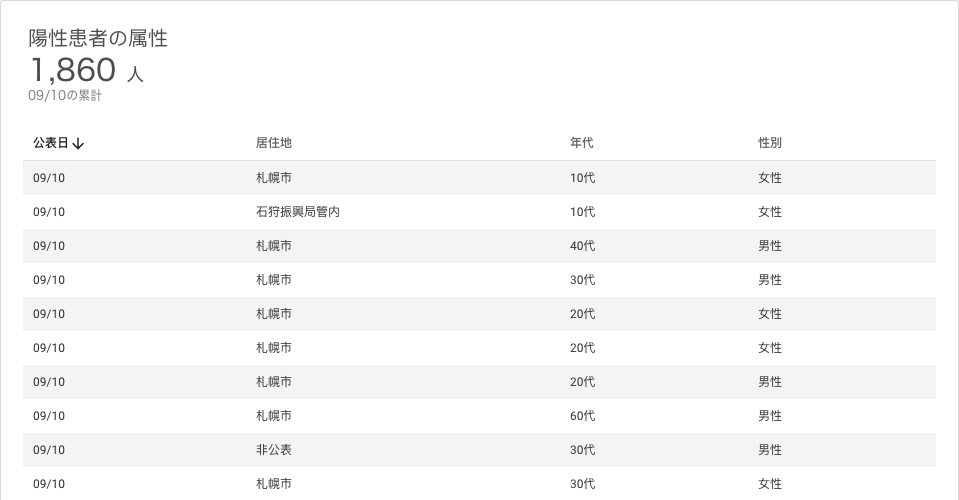 陽性患者の属性
1,860 人
09/10の累計
公表日 居住地 年代 性別
09/10 札幌市 10代 女性
09/10 石狩振興局管内 10代 女性
09/10 札幌市 40代 男性
09/10 札幌市 30代 男性
09/10 札幌市 20代 女性
09/10 札幌市 20代 女性
09/10 札幌市 20代 男性
09/10 札幌市 60代 男性
09/10 非公表 30代 男性
09/10 札幌市 30代 女性